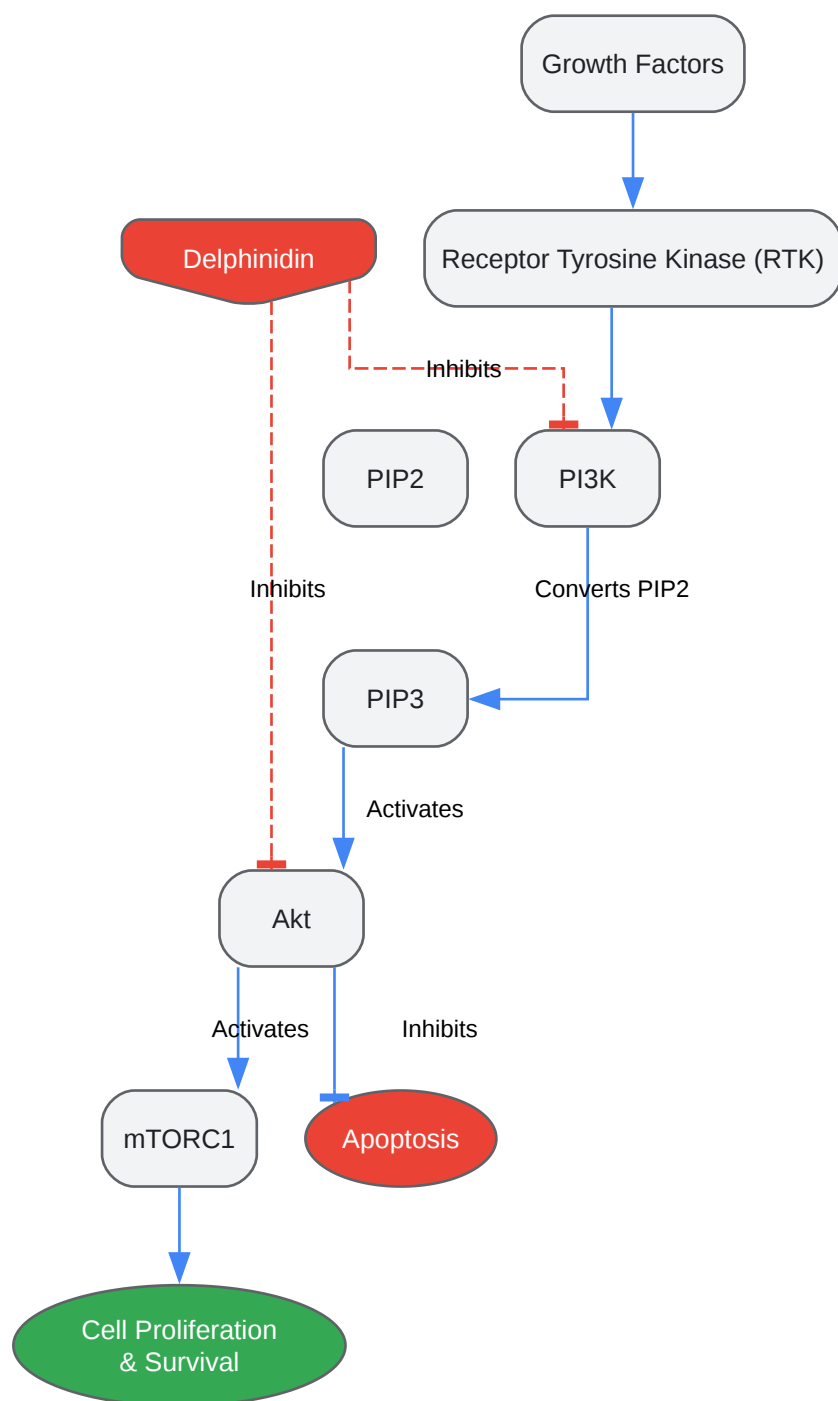 Growth Factors
Delphinidin
Receptor Tyrosine Kinase (RTK)
Inhibits
PIP2
PI3K
Inhibits
Converts PIP2
PIP3
Activates
Akt
Activates
Inhibits
mTORC1
Apoptosis
Cell Proliferation
& Survival